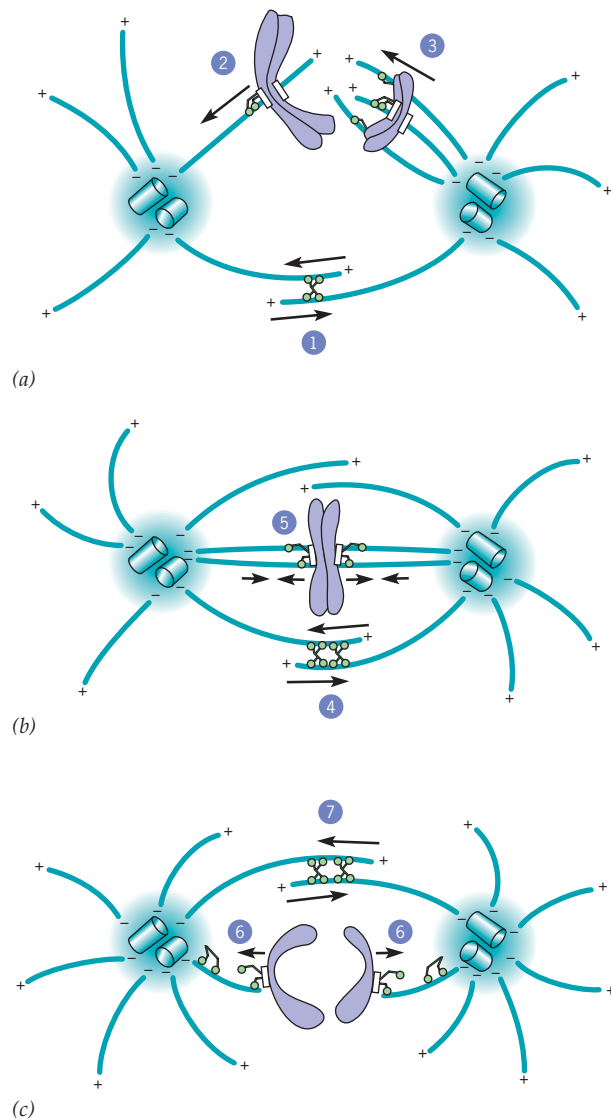 +
3
2 + + +
+ + +
− − − − − − − −
+
− − − −
+
+ + + +
1
(a)
+
+ +
+ +
5
− − − −
− − − −
− −
− − −
+ +
+ +
4
+ +
(b)
7
+ +
+ + +
+
− − − −
6 6
− − − −
− − − −
+ +
+ + +
(c)